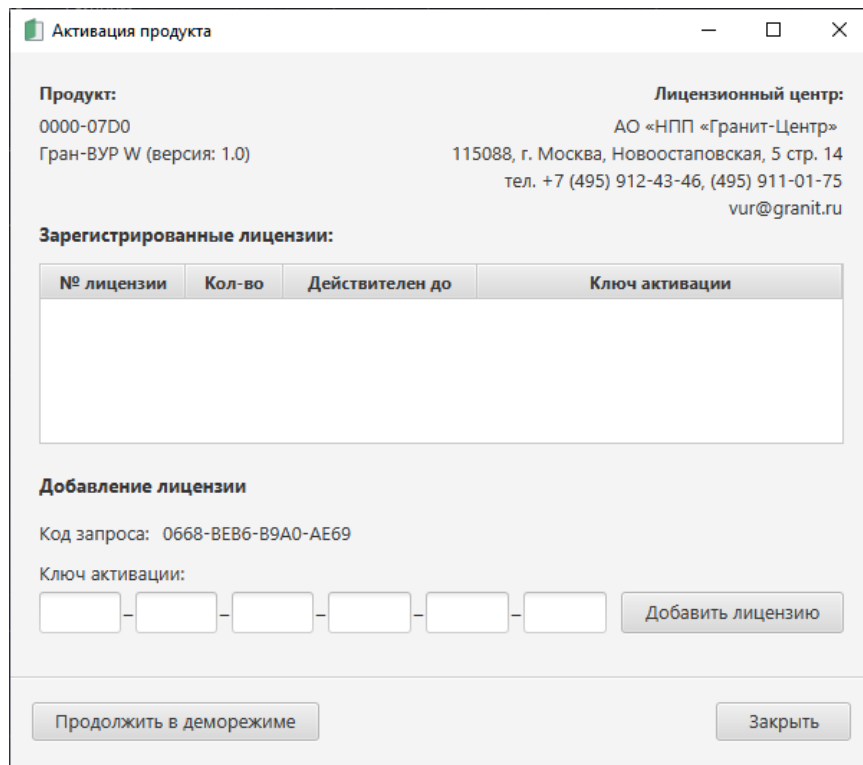 Активация продукта
Продукт:
Лицензионный центр:
0000-07D0
АО «НПП «Гранит-Центр»
Гран-ВУР W (версия: 1.0)
115088, г. Москва, Новоостаповская, 5 стр. 14
тел. +7 (495) 912-43-46, (495) 911-01-75
vur@granit.ru
Зарегистрированные лицензии:
№ лицензии Кол-во Действителен до Ключ активации
Добавление лицензии
Код запроса: 0668-BEB6-B9A0-AE69
Ключ активации:
– – – – – Добавить лицензию
Продолжить в деморежиме Закрыть